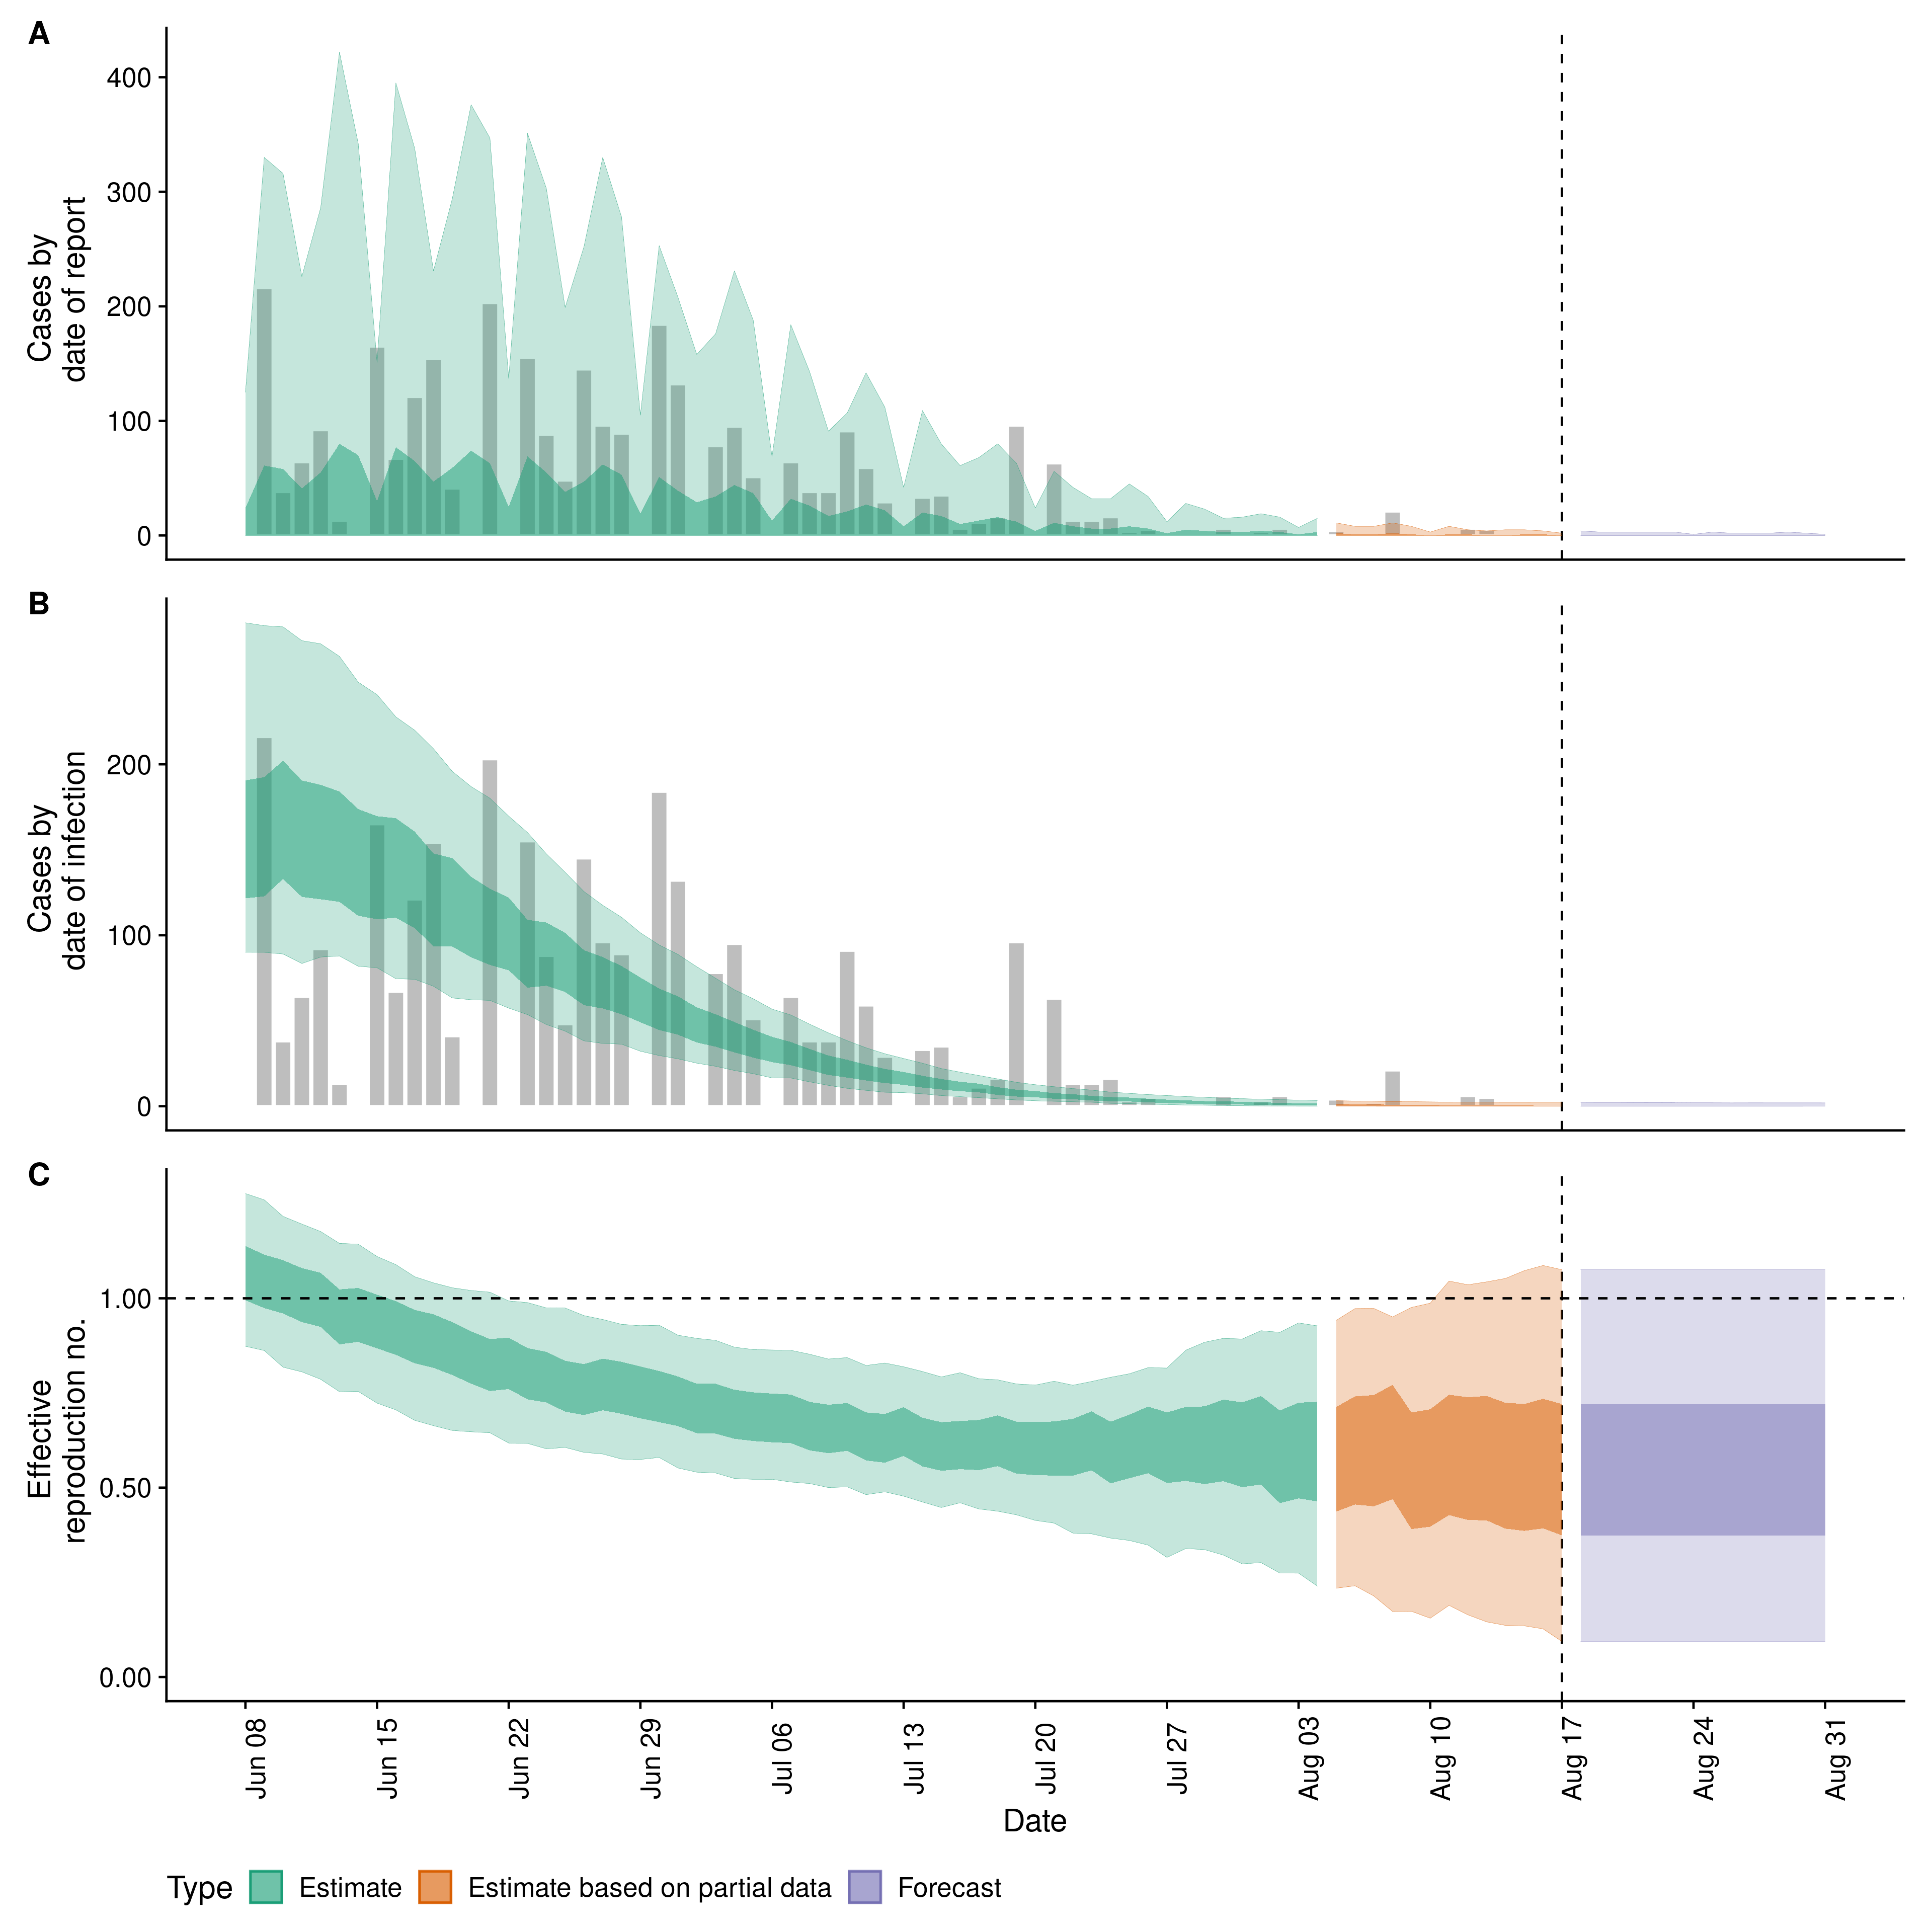 A
Cases by
date of report
400
300
200
100
0
B
Cases by
date of infection
200
100
0
C
Effective
reproduction no.
1.00
0.50
0.00
Jun 08
Jun 15
Jun 22
Jun 29
Jul 06
Jul 13
Jul 20
Jul 27
Aug 03
Aug 10
Aug 17
Aug 24
Aug 31
Date
Type Estimate Estimate based on partial data Forecast